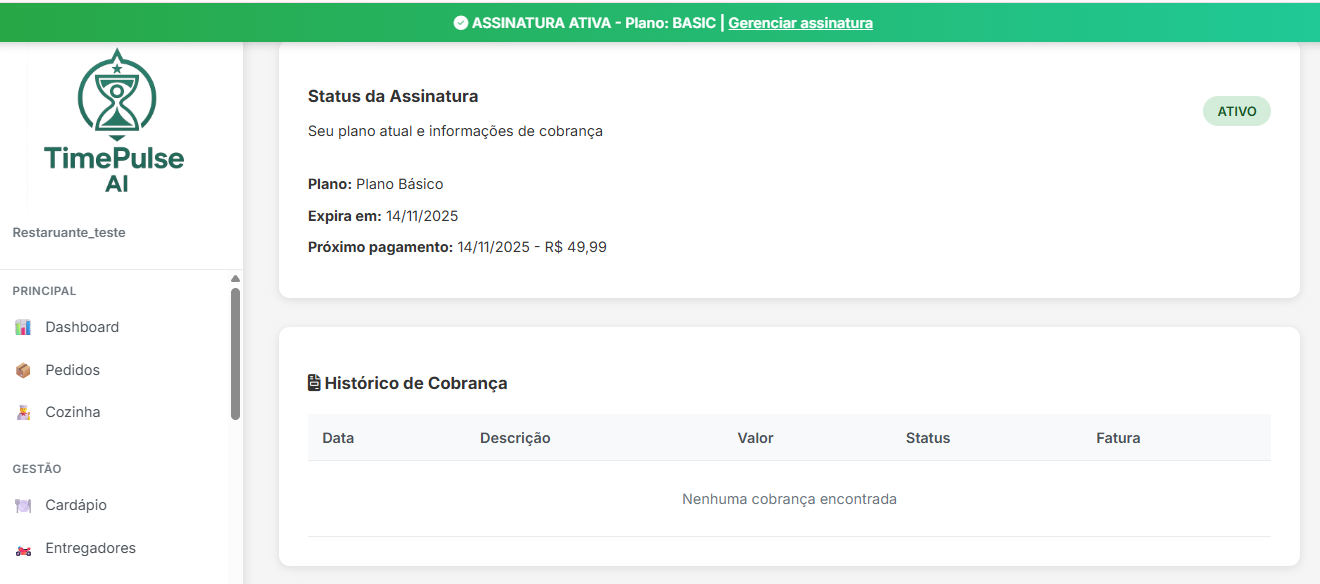 ASSINATURA ATIVA - Plano: BASIC | Gerenciar assinatura
TimePulse
AI
Restaruante_teste
PRINCIPAL
Dashboard
Pedidos
Cozinha
GESTÃO
Cardápio
Entregadores
Status da Assinatura
ATIVO
Seu plano atual e informações de cobrança
Plano: Plano Básico
Expira em: 14/11/2025
Próximo pagamento: 14/11/2025 - R$ 49,99
Histórico de Cobrança
Data Descrição Valor Status Fatura
Nenhuma cobrança encontrada